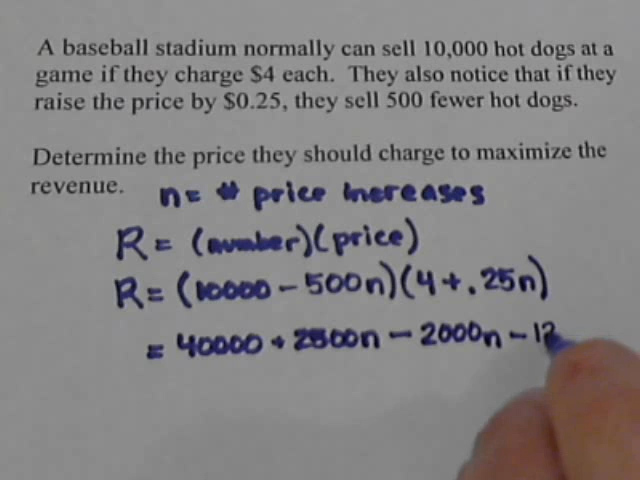 A baseball stadium normally can sell 10,000 hot dogs at a
game if they charge $4 each. They also notice that if they
raise the price by $0.25, they sell 500 fewer hot dogs.
Determine the price they should charge to maximize the
revenue. n= # price increases
R= (number)(price)
R= (10000 - 500n)(4+.25n)
= 40000 + 2500n - 2000n - 12